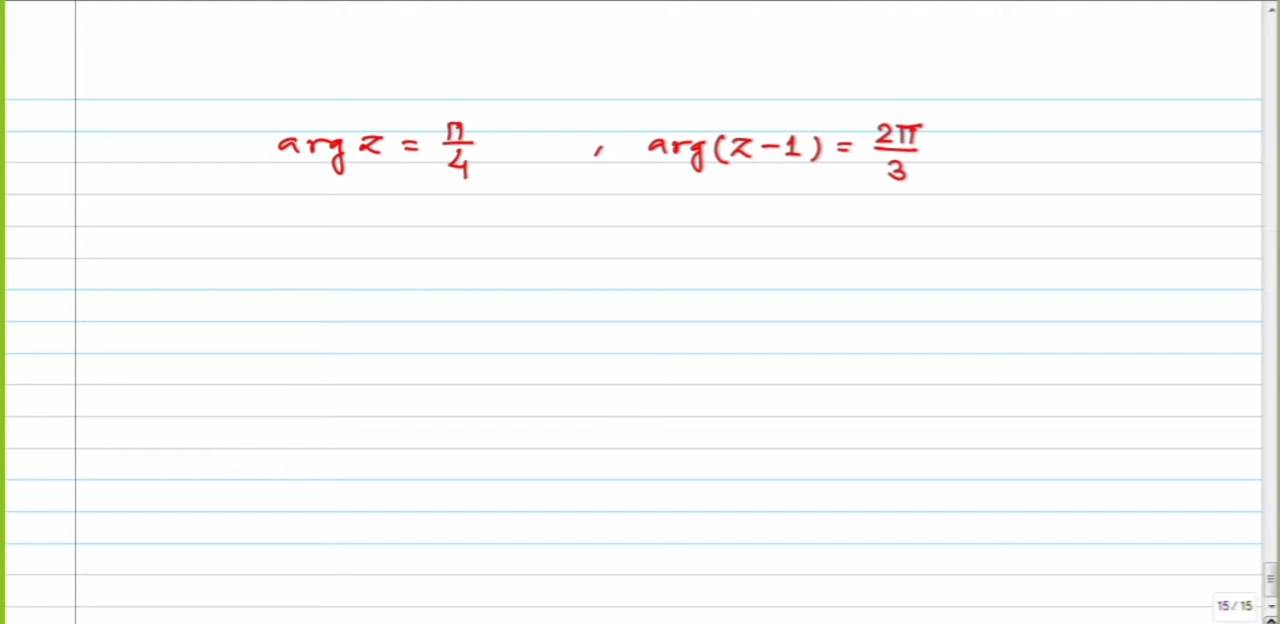 arg z = π/4 , arg(z-1) = 2π/3
15/15